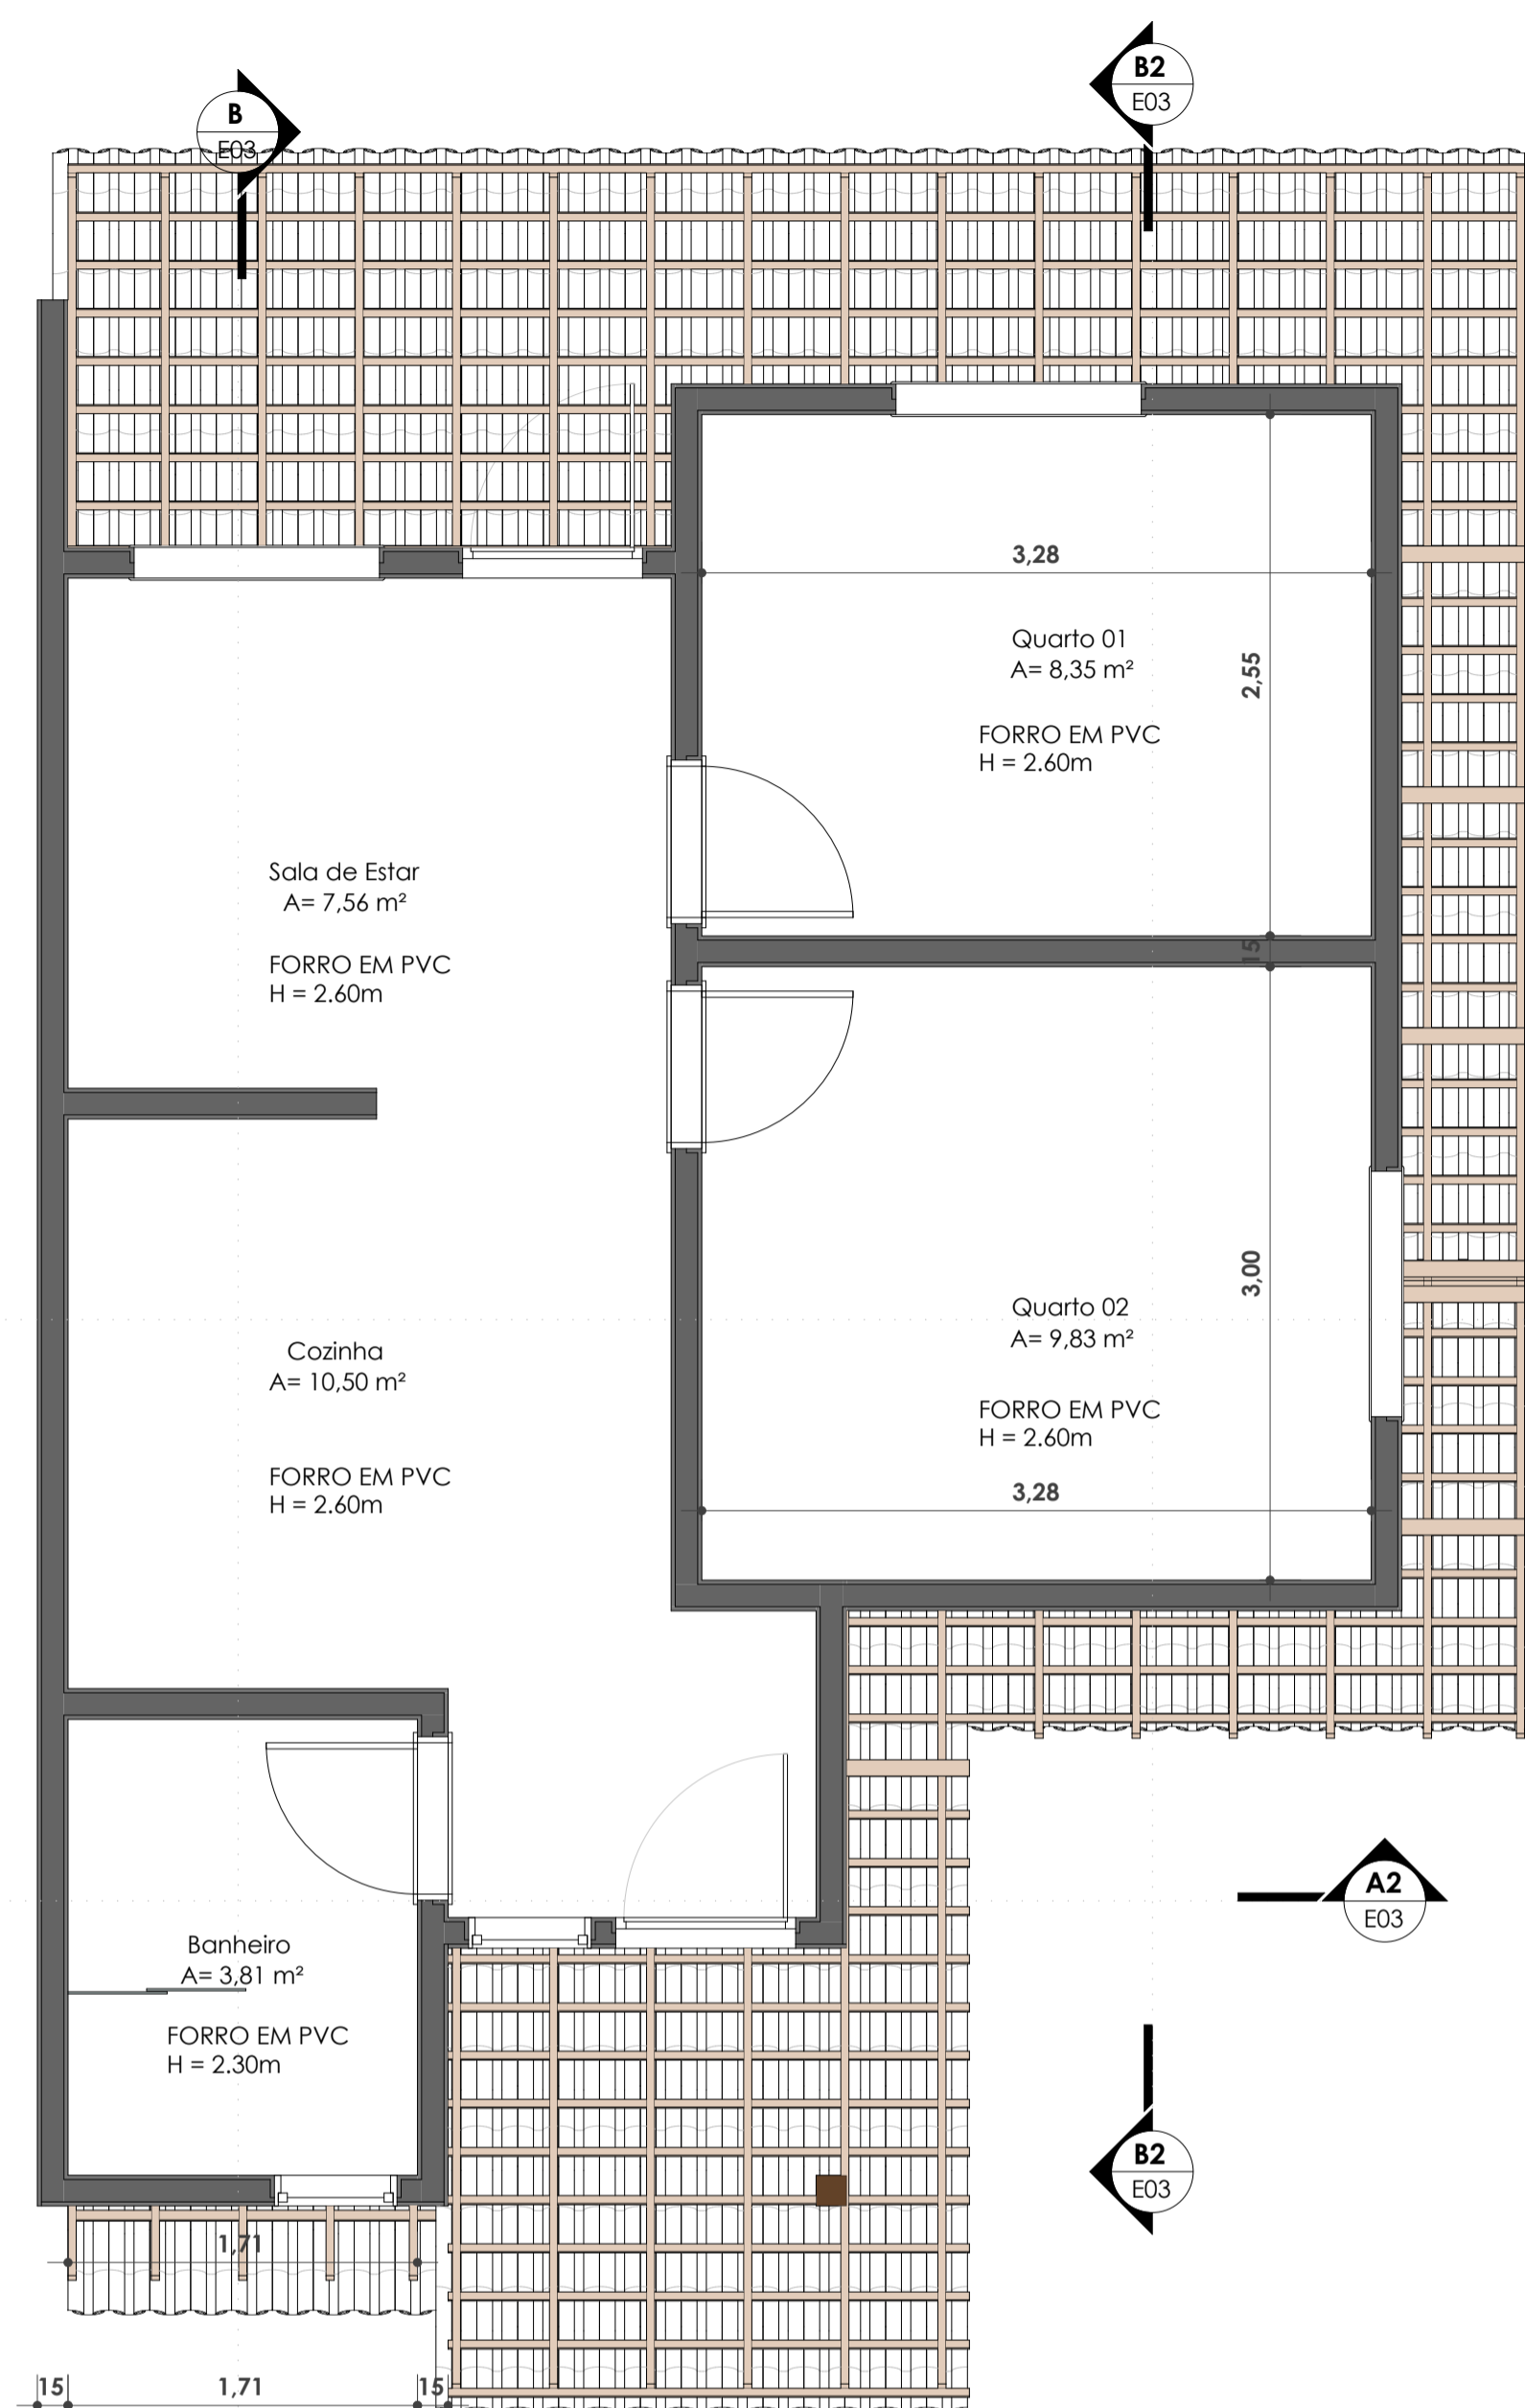 B2
E03
B
E03
3,28
Quarto 01
A= 8,35 m²
2,55
FORRO EM PVC
H = 2.60m
Sala de Estar
A= 7,56 m²
FORRO EM PVC
H = 2.60m
15
3,00
Quarto 02
A= 9,83 m²
Cozinha
A= 10,50 m²
FORRO EM PVC
H = 2.60m
FORRO EM PVC
H = 2.60m
3,28
A2
E03
Banheiro
A= 3,81 m²
FORRO EM PVC
H = 2.30m
B2
E03
1,71
15
1,71
15